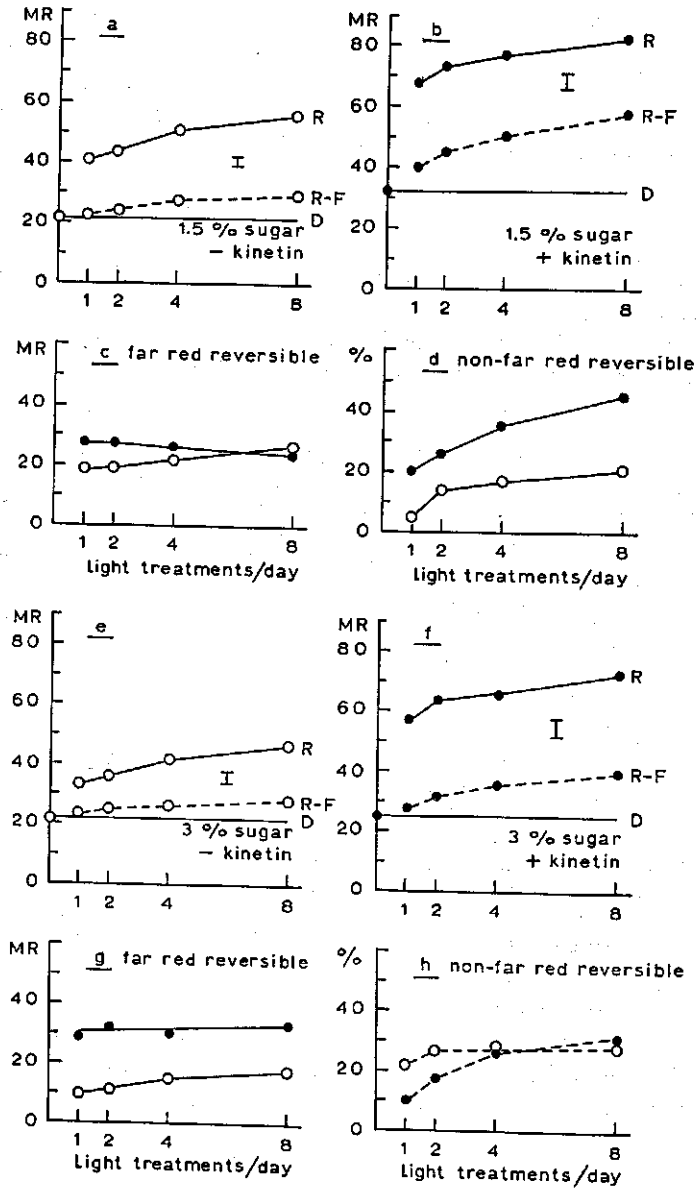 MR
80
60
40
20
0
a
R
R-F
D
1.5 % sugar
– kinetin
1 2 4 8
MR
80
60
40
20
0
b
R
R-F
D
1.5 % sugar
+ kinetin
1 2 4 8
MR
40
20
0
c far red reversible
1 2 4 8
light treatments/day
%
40
20
0
d non-far red reversible
1 2 4 8
light treatments/day
MR
80
60
40
20
0
e
R
R-F
D
3 % sugar
– kinetin
1 2 4 8
MR
80
60
40
20
0
f
R
R-F
D
3 % sugar
+ kinetin
1 2 4 8
MR
40
20
0
g far red reversible
1 2 4 8
Light treatments/day
%
40
20
0
h non-far red reversible
1 2 4 8
Light treatments/day